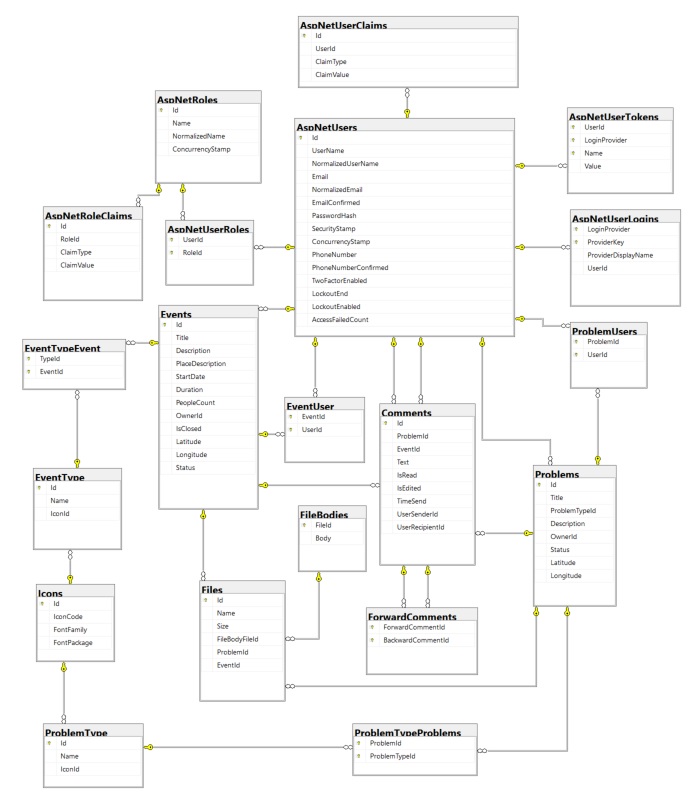 AspNetUserClaims
Id
UserId
ClaimType
ClaimValue
AspNetRoles
Id
Name
NormalizedName
ConcurrencyStamp
AspNetUsers
Id
UserName
NormalizedUserName
Email
NormalizedEmail
EmailConfirmed
PasswordHash
SecurityStamp
ConcurrencyStamp
PhoneNumber
PhoneNumberConfirmed
TwoFactorEnabled
LockoutEnd
LockoutEnabled
AccessFailedCount
AspNetUserTokens
UserId
LoginProvider
Name
Value
AspNetRoleClaims
Id
RoleId
ClaimType
ClaimValue
AspNetUserRoles
UserId
RoleId
AspNetUserLogins
LoginProvider
ProviderKey
ProviderDisplayName
UserId
Events
Id
Title
Description
PlaceDescription
StartDate
Duration
PeopleCount
OwnerId
IsClosed
Latitude
Longitude
Status
ProblemUsers
ProblemId
UserId
EventTypeEvent
TypeId
EventId
EventUser
EventId
UserId
Comments
Id
ProblemId
EventId
Text
IsRead
IsEdited
TimeSend
UserSenderId
UserRecipientId
Problems
Id
Title
ProblemTypeId
Description
OwnerId
Status
Latitude
Longitude
EventType
Id
Name
IconId
FileBodies
FileId
Body
Icons
Id
IconCode
FontFamily
FontPackage
Files
Id
Name
Size
FileBodyFileId
ProblemId
EventId
ForwardComments
ForwardCommentId
BackwardCommentId
ProblemType
Id
Name
IconId
ProblemTypeProblems
ProblemId
ProblemTypeId